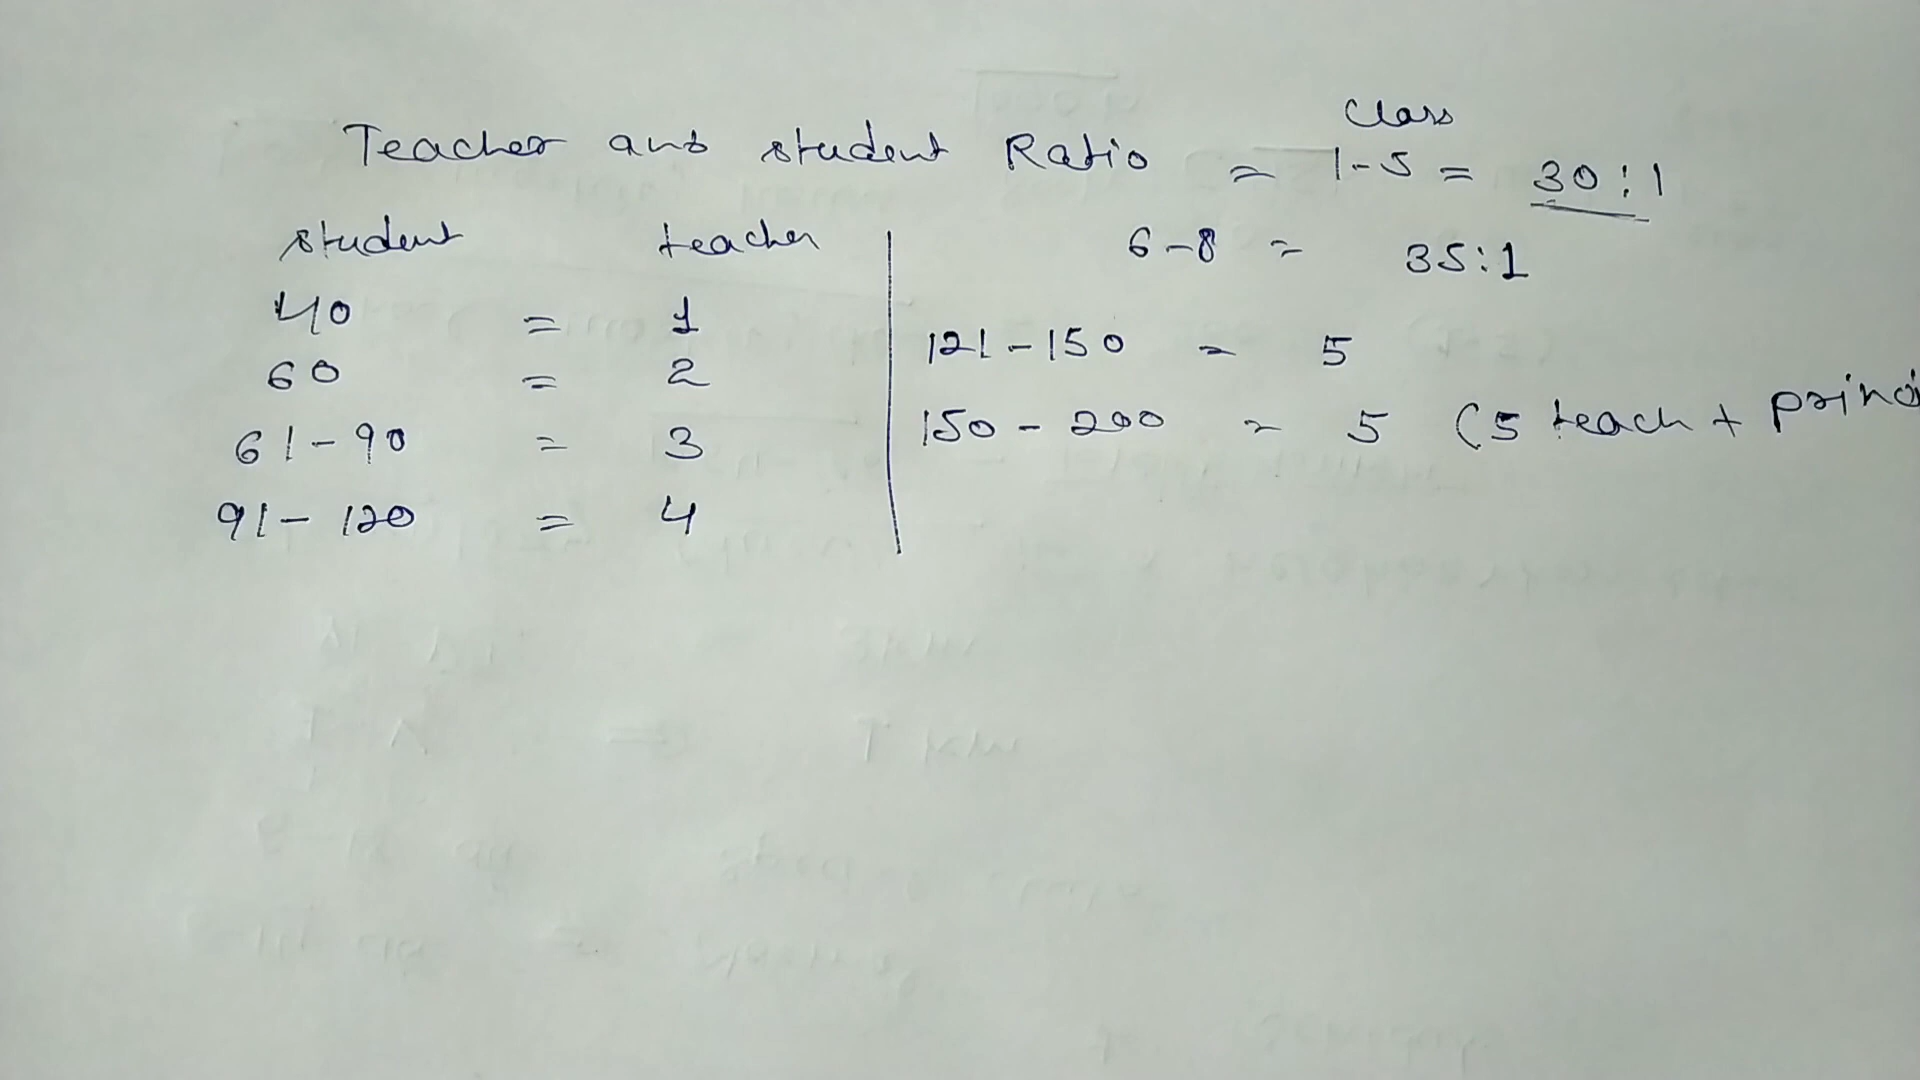 Class
Teacher and student Ratio = 1-5 = 30:1
6-8 = 35:1
student teacher
40 = 1
60 = 2
61-90 = 3
91-120 = 4
121-150 = 5
150-200 = 5 (5 teach + princi